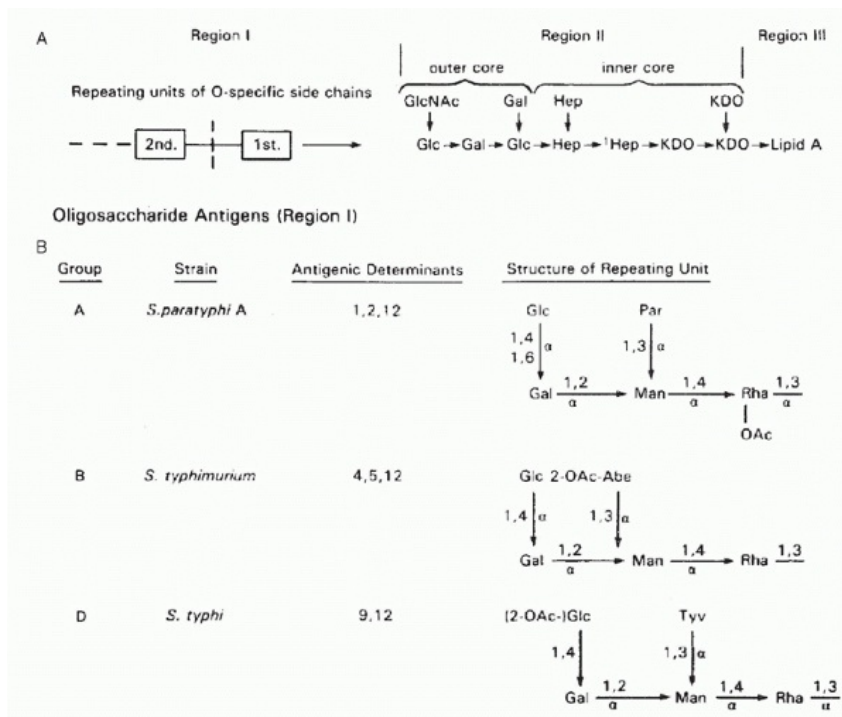 A
Region I
Region II
Region III
outer core
inner core
Repeating units of O-specific side chains
GlcNAc Gal Hep KDO
2nd. 1st.
Glc → Gal → Glc → Hep → ¹Hep → KDO → KDO → Lipid A
Oligosaccharide Antigens (Region I)
B
Group Strain Antigenic Determinants Structure of Repeating Unit
A S.paratyphi A 1,2,12 Glc Par
1,4 α 1,3 α
1,6
Gal 1,2 α Man 1,4 α Rha 1,3 α
OAc
B S. typhimurium 4,5,12 Glc 2-OAc-Abe
1,4 α 1,3 α
Gal 1,2 α Man 1,4 α Rha 1,3
D S. typhi 9,12 (2-OAc-)Glc Tyv
1,4 1,3 α
Gal 1,2 α Man 1,4 α Rha 1,3 α